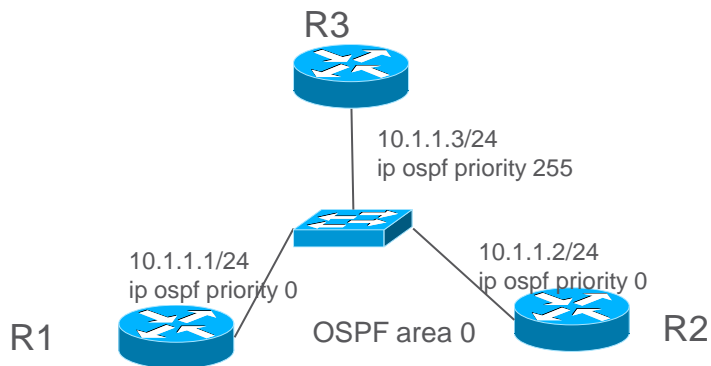 R3
10.1.1.3/24
ip ospf priority 255
10.1.1.1/24
ip ospf priority 0
10.1.1.2/24
ip ospf priority 0
R1
OSPF area 0
R2